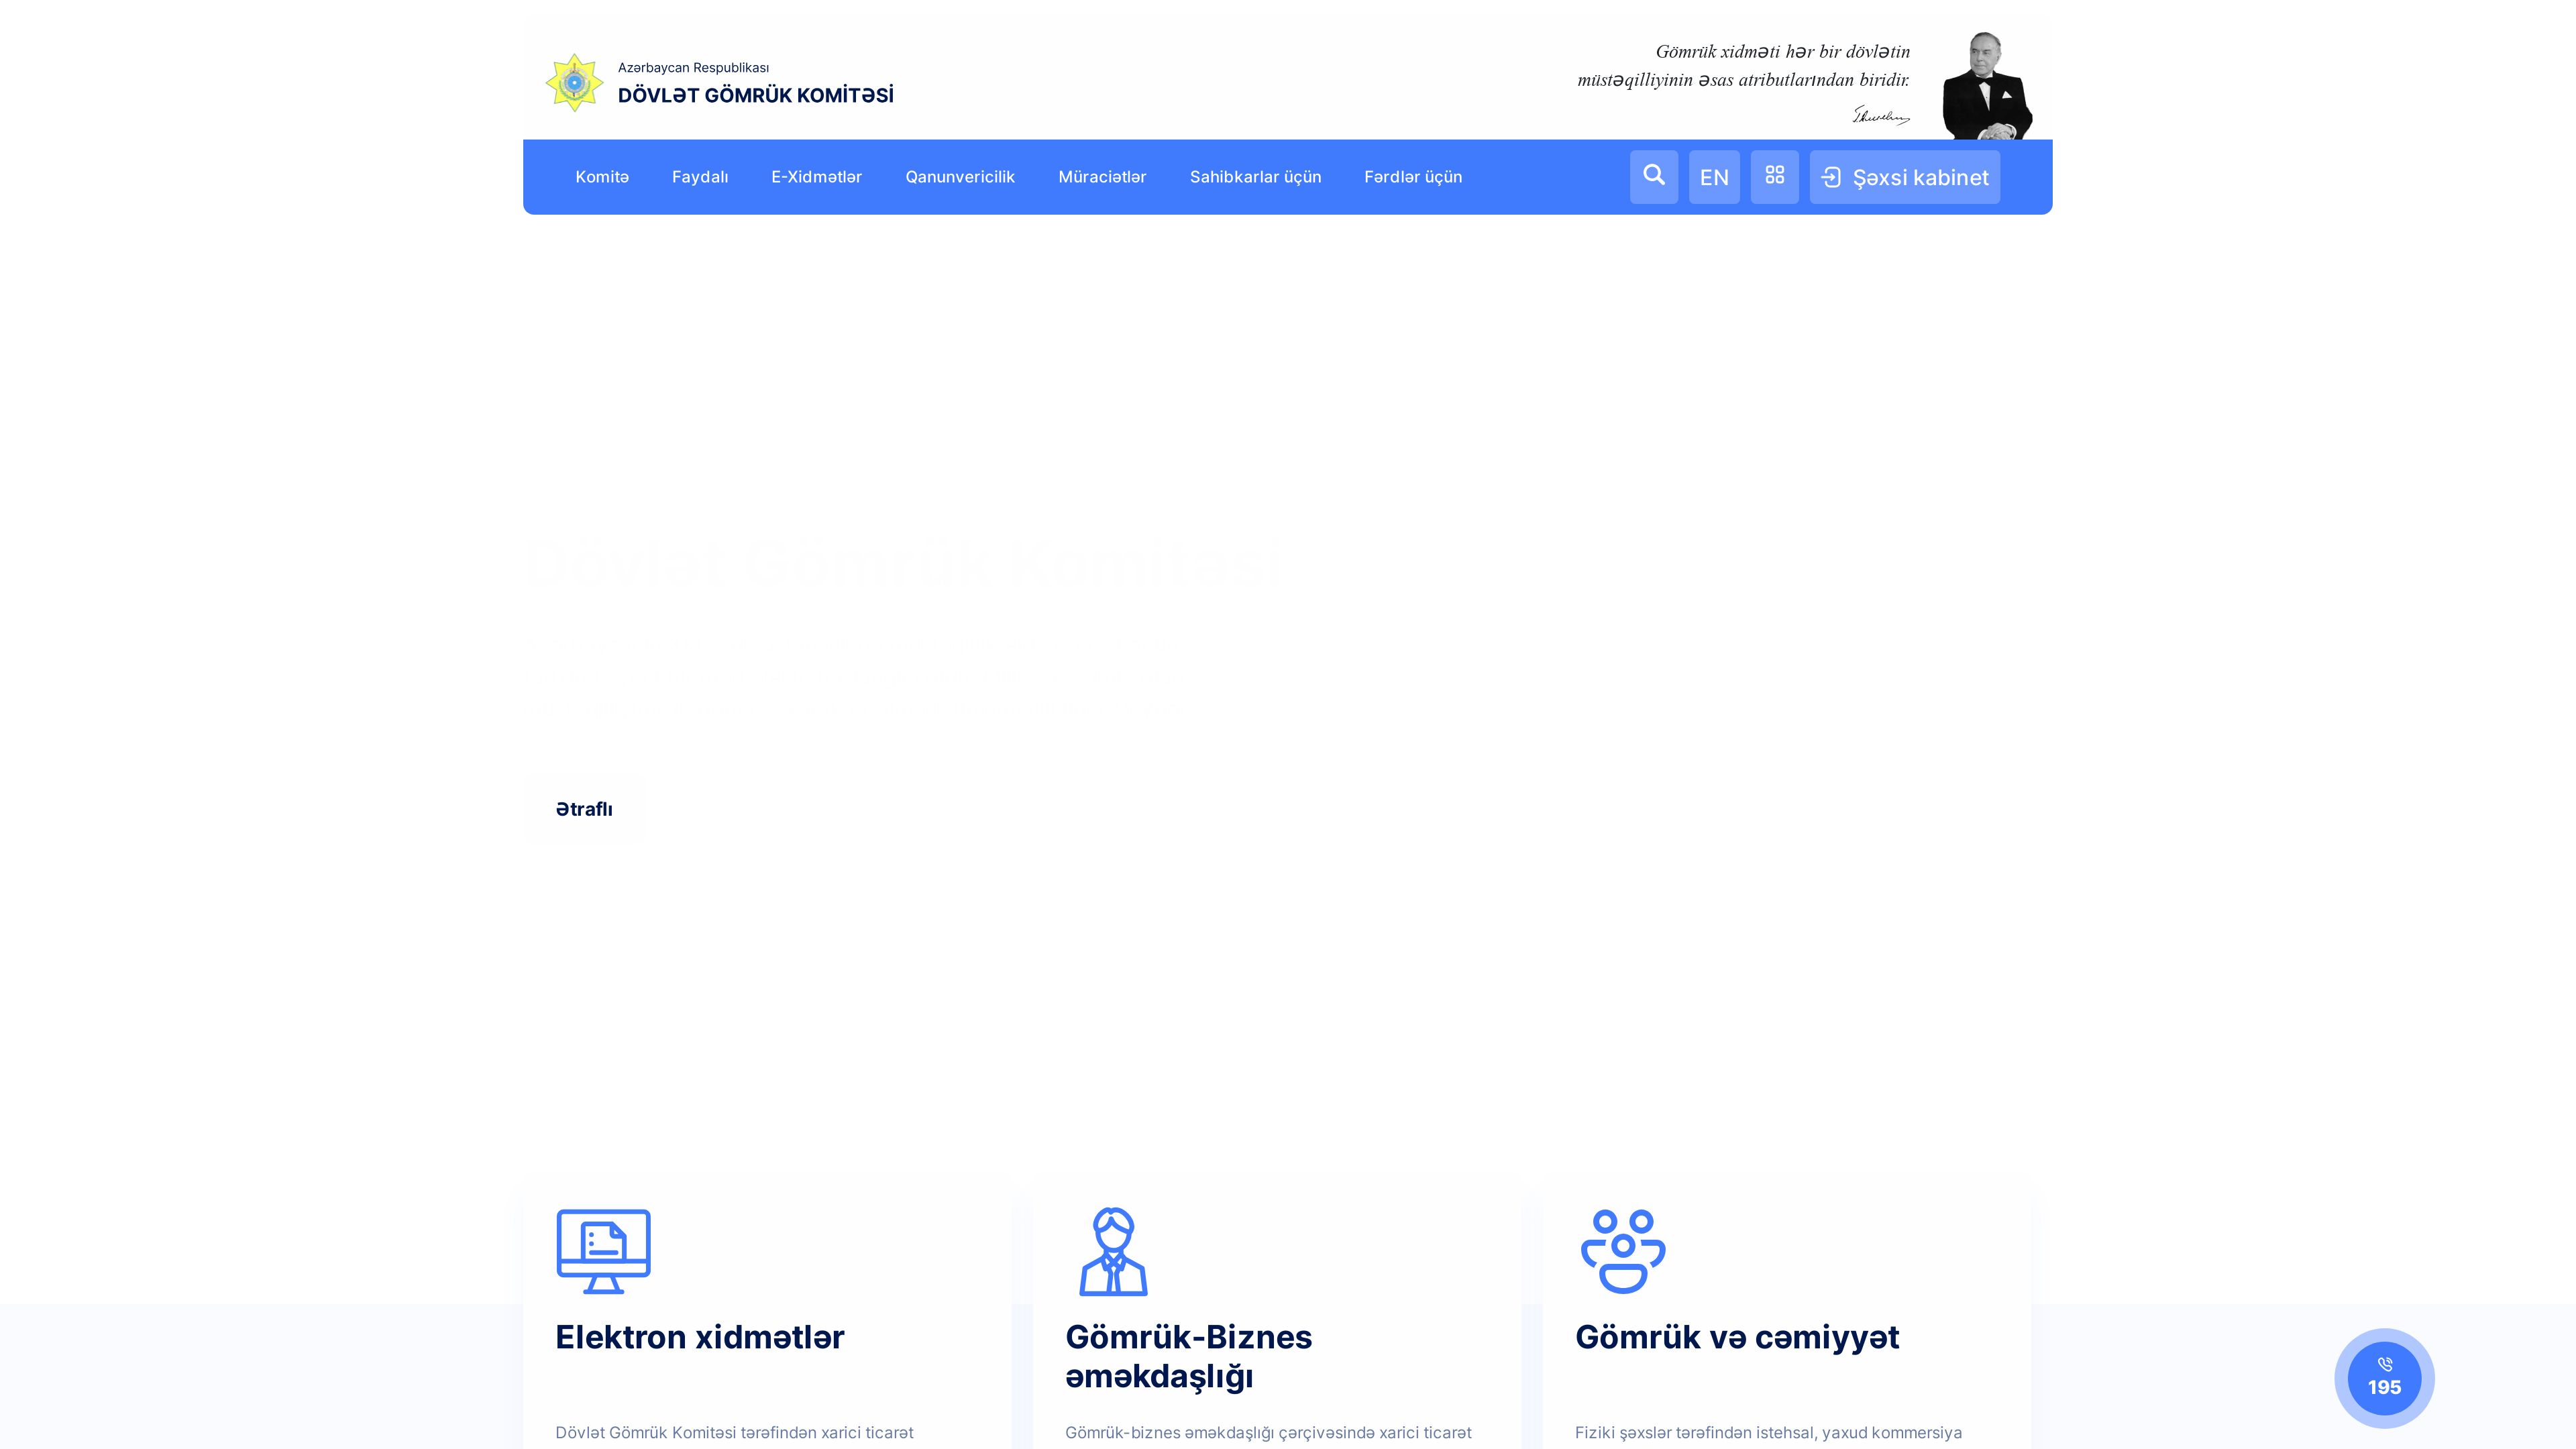 Azərbaycan Respublikası
DÖVLƏT GÖMRÜK KOMİTƏSİ
Gömrük xidməti hər bir dövlətin
müstəqilliyinin əsas atributlarından biridir.
Komitə
Faydalı
E-Xidmətlər
Qanunvericilik
Müraciətlər
Sahibkarlar üçün
Fərdlər üçün
EN
Şəxsi kabinet
Dövlət Gömrük Komitəsi
Ətraflı
Elektron xidmətlər
Dövlət Gömrük Komitəsi tərəfindən xarici ticarət
Gömrük-Biznes
əməkdaşlığı
Gömrük-biznes əməkdaşlığı çərçivəsində xarici ticarət
Gömrük və cəmiyyət
Fiziki şəxslər tərəfindən istehsal, yaxud kommersiya
195